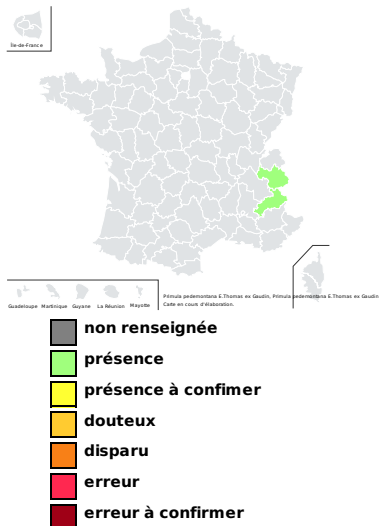 Île-de-France
Guadeloupe Martinique Guyane La Réunion Mayotte
Primula pedemontana E.Thomas ex Gaudin, Primula pedemontana E.Thomas ex Gaudin
Carte en cours d'élaboration.
non renseignée
présence
présence à confimer
douteux
disparu
erreur
erreur à confirmer